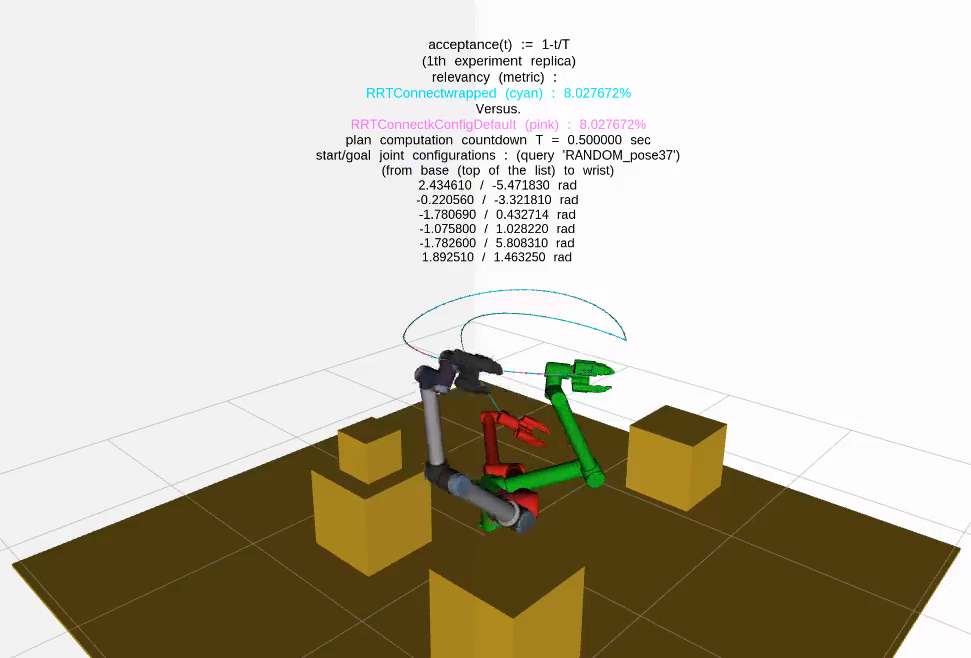 acceptance(t) := 1-t/T
(1th experiment replica)
relevancy (metric) :
RRTConnectwrapped (cyan) : 8.027672%
Versus.
RRTConnectkConfigDefault (pink) : 8.027672%
plan computation countdown T = 0.500000 sec
start/goal joint configurations : (query 'RANDOM_pose37')
(from base (top of the list) to wrist)
2.434610 / -5.471830 rad
-0.220560 / -3.321810 rad
-1.780690 / 0.432714 rad
-1.075800 / 1.028220 rad
-1.782600 / 5.808310 rad
1.892510 / 1.463250 rad